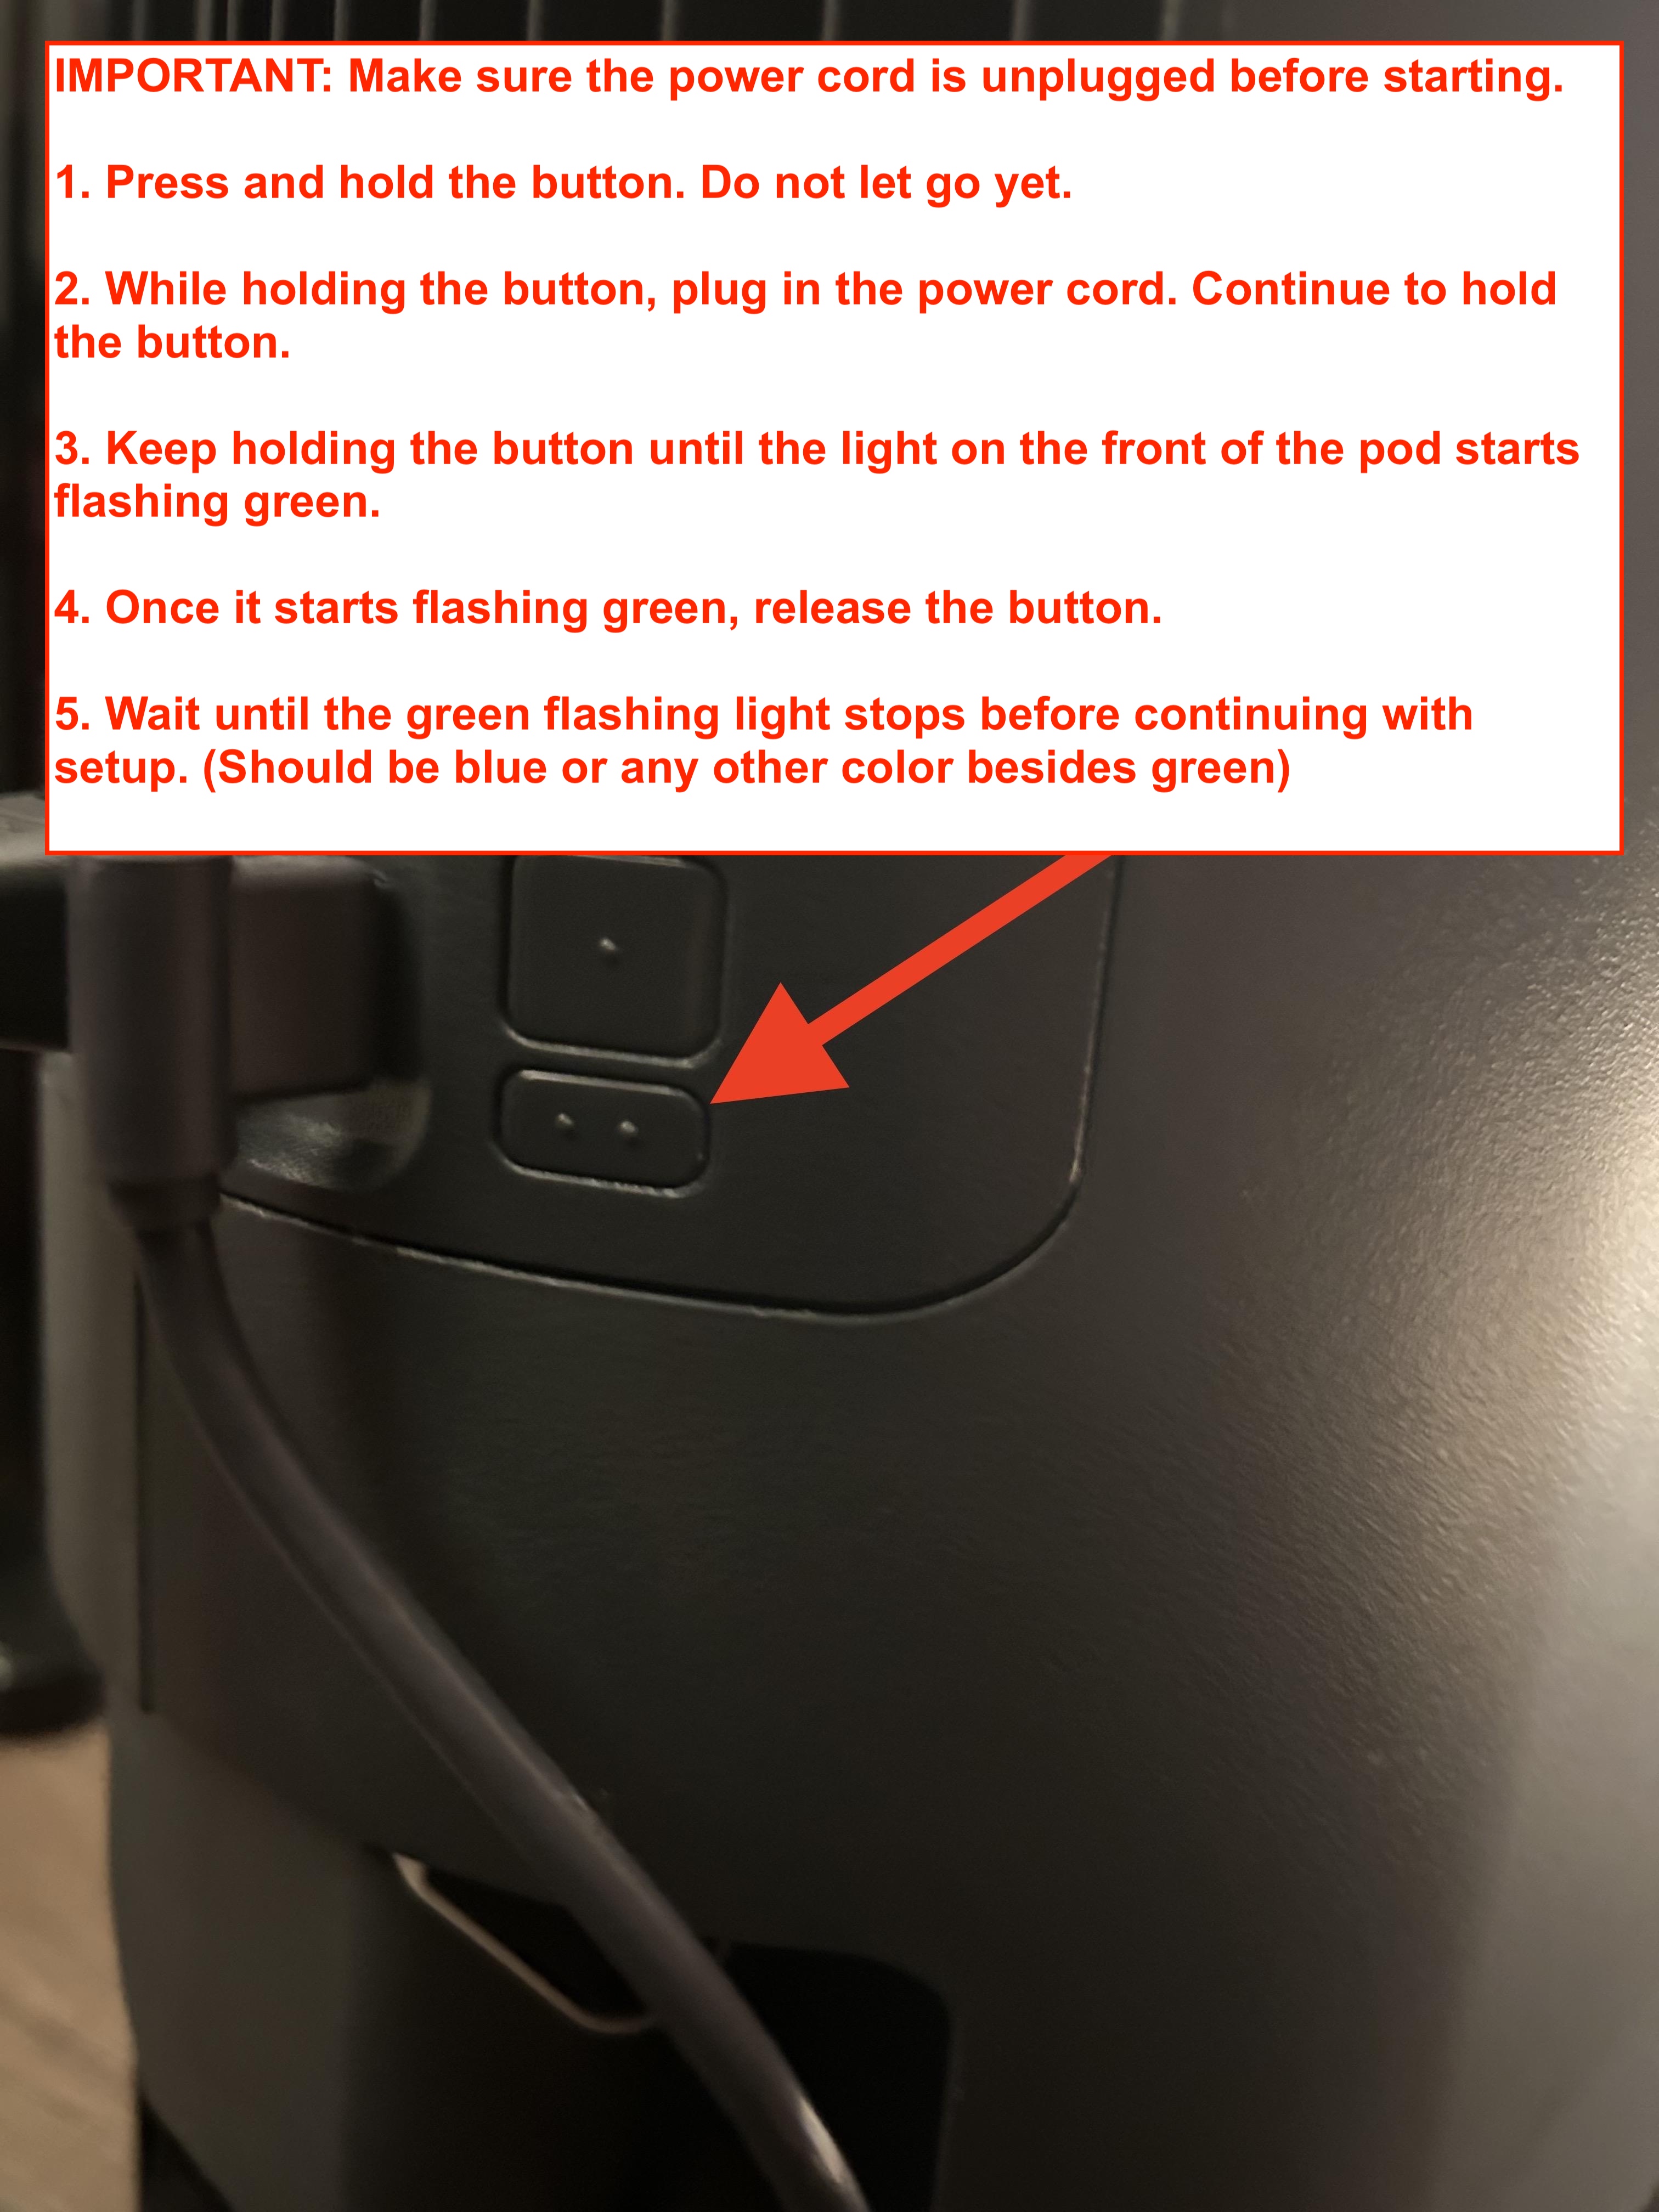 IMPORTANT: Make sure the power cord is unplugged before starting.
1. Press and hold the button. Do not let go yet.
2. While holding the button, plug in the power cord. Continue to hold
the button.
3. Keep holding the button until the light on the front of the pod starts
flashing green.
4. Once it starts flashing green, release the button.
5. Wait until the green flashing light stops before continuing with
setup. (Should be blue or any other color besides green)